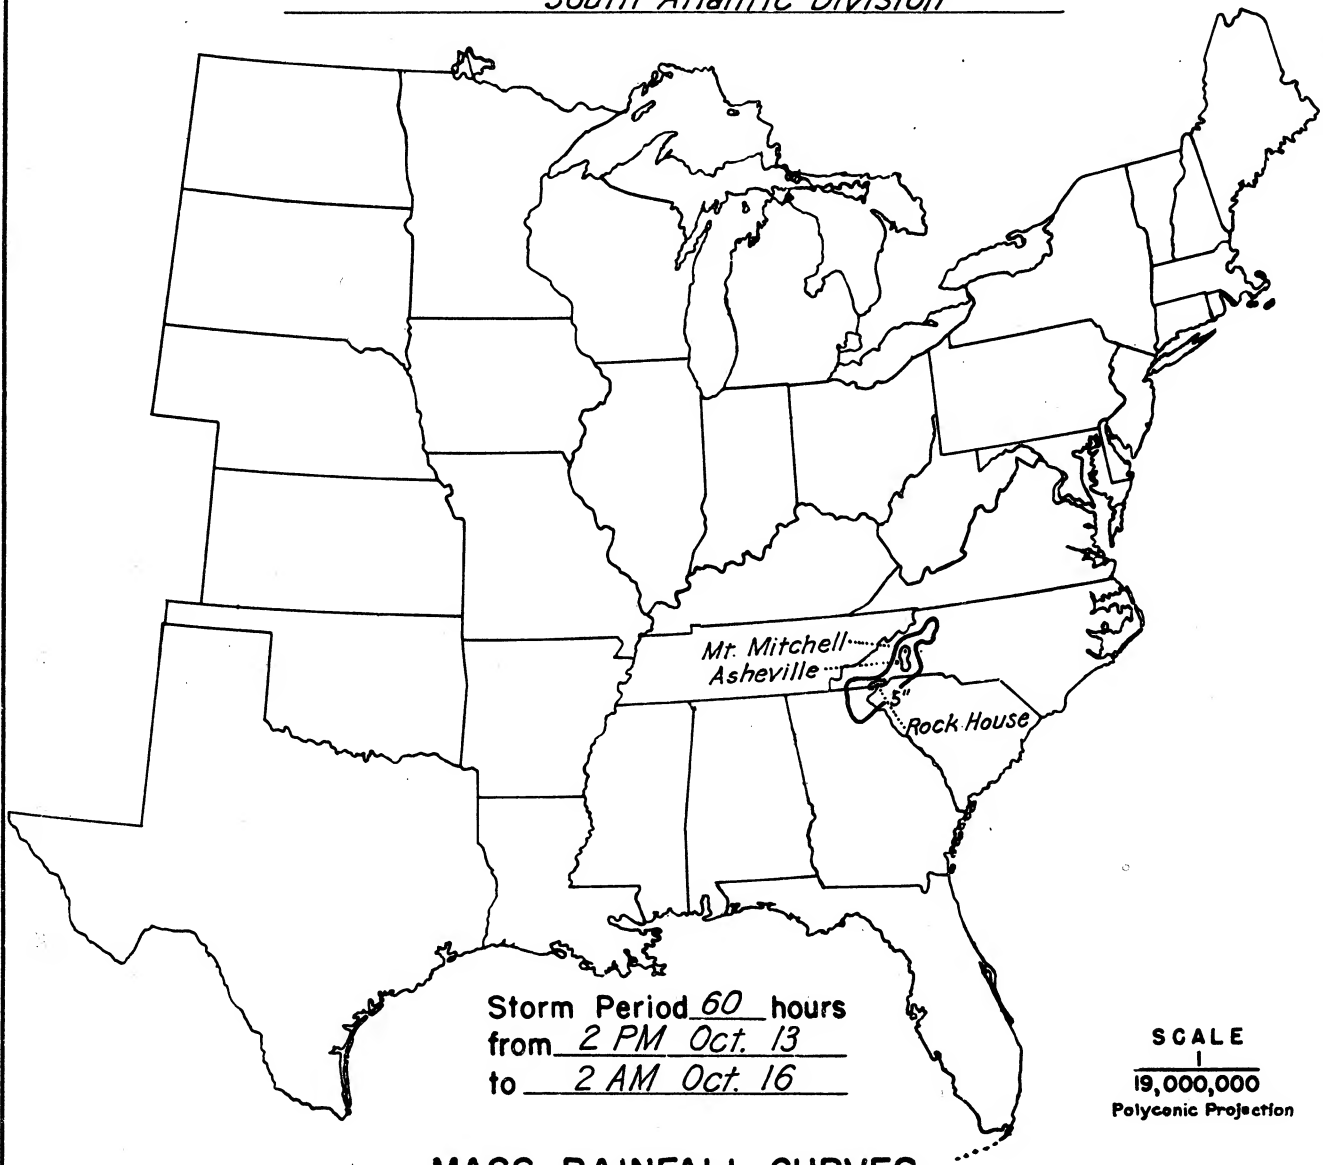 South Atlantic Division
Mt. Mitchell
Asheville
5"
Rock House
Storm Period 60 hours
from 2 PM Oct. 13
to 2 AM Oct. 16
SCALE
1
19,000,000
Polyconic Projection
MASS RAINFALL CURVES